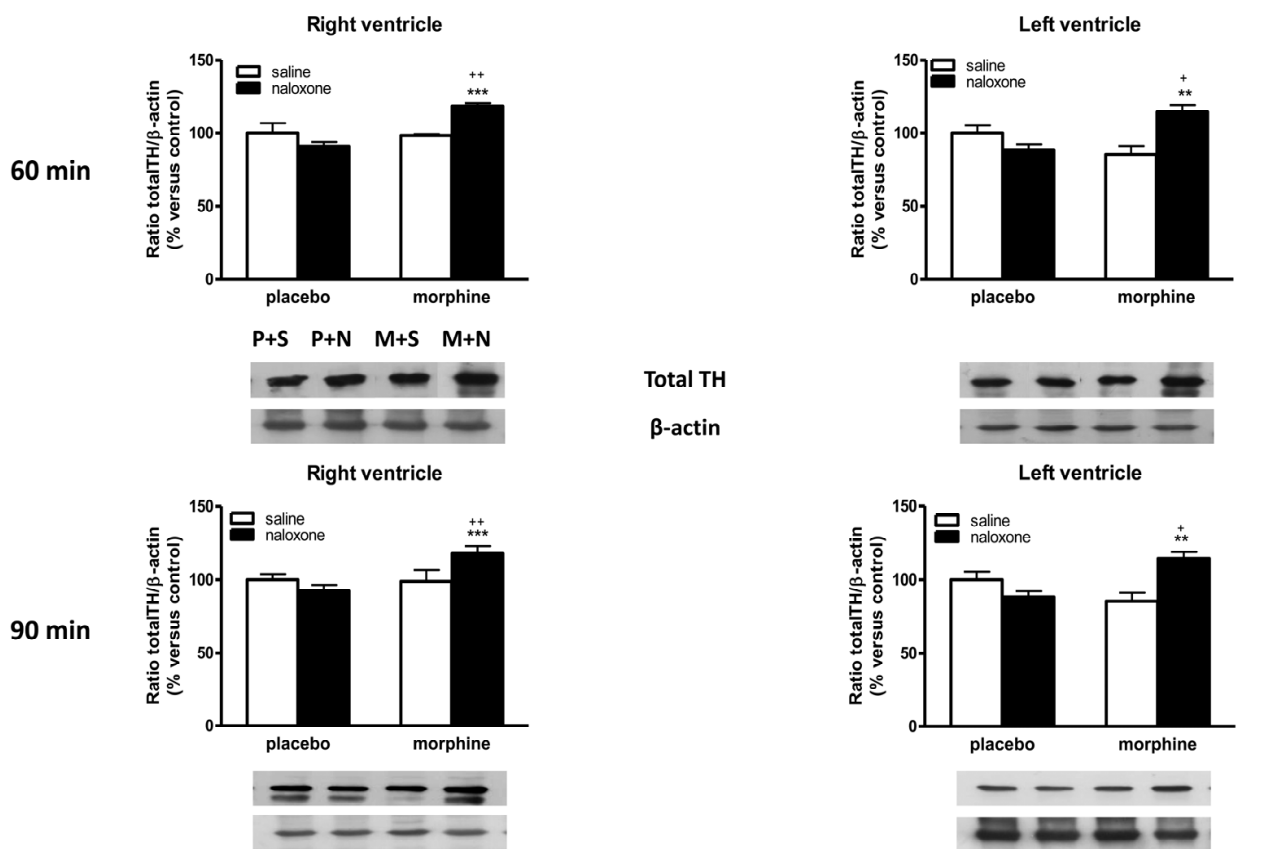 Right ventricle
150
100
50
0
Ratio totalTH/β-actin
(% versus control)
saline
naloxone
++
***
placebo
morphine
Left ventricle
150
100
50
0
Ratio totalTH/β-actin
(% versus control)
saline
naloxone
+
**
placebo
morphine
60 min
P+S P+N M+S M+N
Total TH
β-actin
Right ventricle
150
100
50
0
Ratio totalTH/β-actin
(% versus control)
saline
naloxone
++
***
placebo
morphine
Left ventricle
150
100
50
0
Ratio totalTH/β-actin
(% versus control)
saline
naloxone
+
**
placebo
morphine
90 min